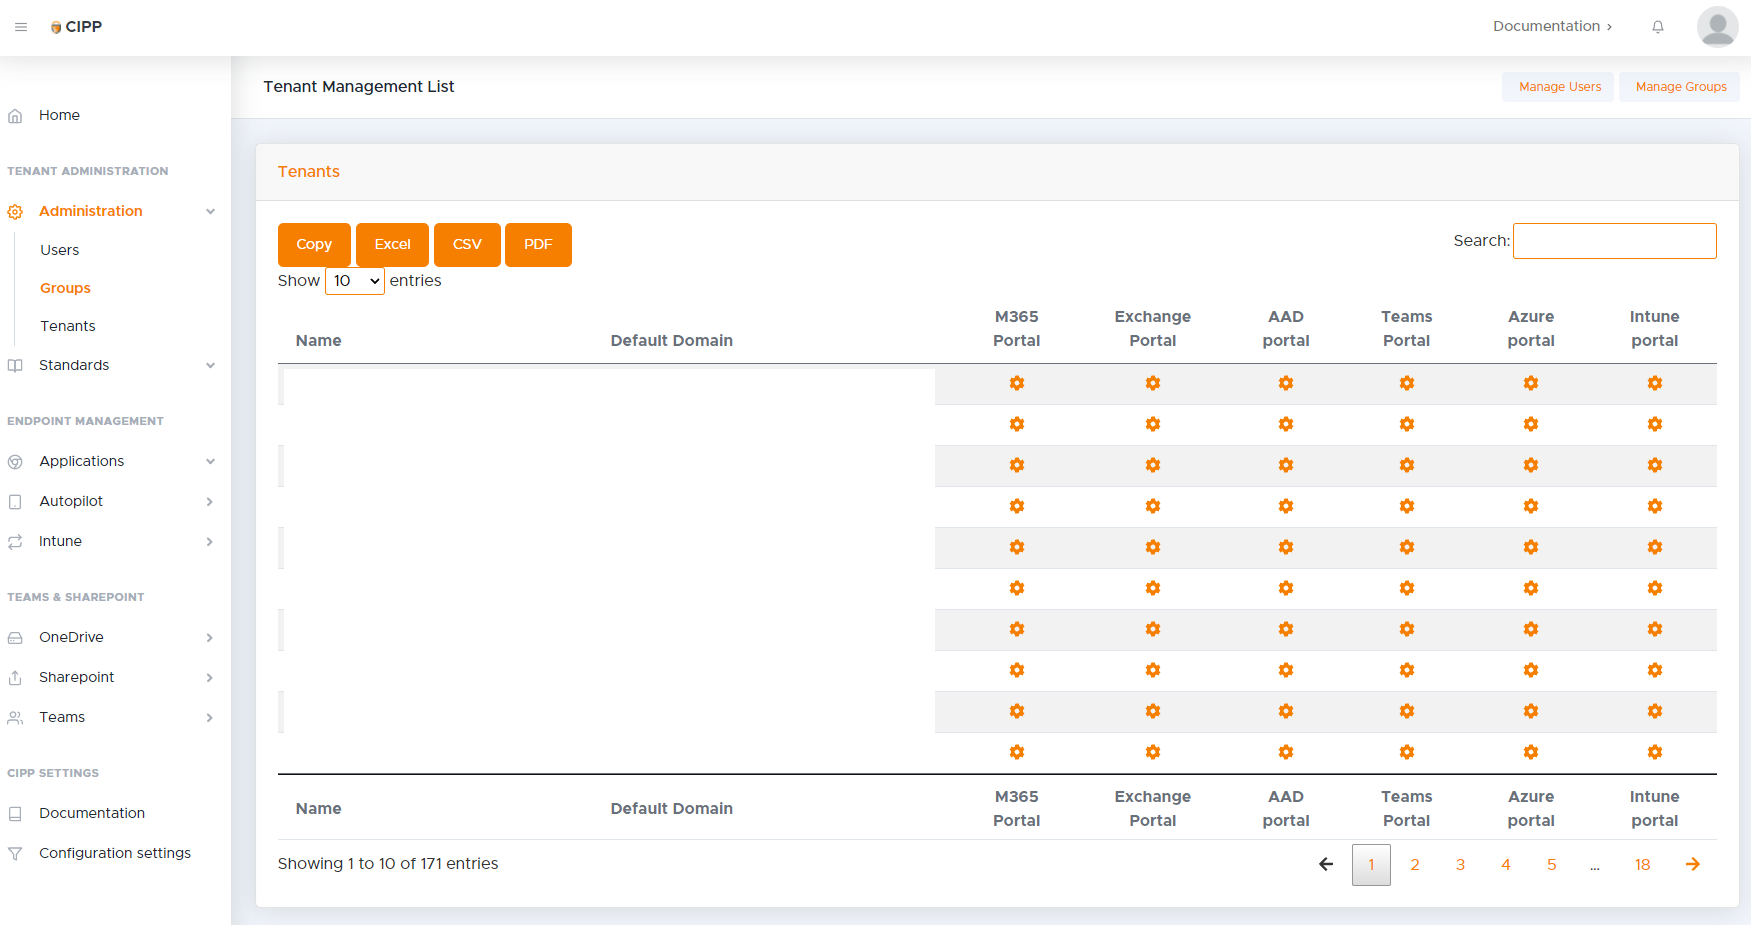 CIPP
Documentation
Home
TENANT ADMINISTRATION
Administration
Users
Groups
Tenants
Standards
ENDPOINT MANAGEMENT
Applications
Autopilot
Intune
TEAMS & SHAREPOINT
OneDrive
Sharepoint
Teams
CIPP SETTINGS
Documentation
Configuration settings
Tenant Management List
Manage Users Manage Groups
Tenants
Copy Excel CSV PDF
Search:
Show 10 entries
Name Default Domain M365 Portal Exchange Portal AAD portal Teams Portal Azure portal Intune portal
Name Default Domain M365 Portal Exchange Portal AAD portal Teams Portal Azure portal Intune portal
Showing 1 to 10 of 171 entries
1 2 3 4 5 ... 18